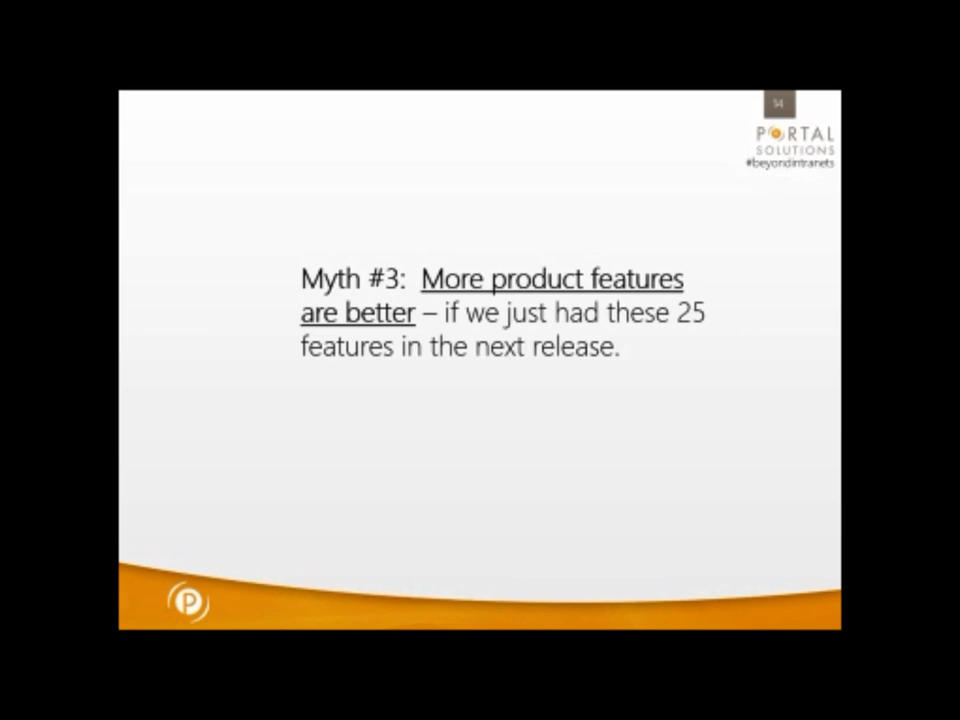 14
PORTAL
SOLUTIONS
#beyondintranets
Myth #3: More product features
are better – if we just had these 25
features in the next release.
P